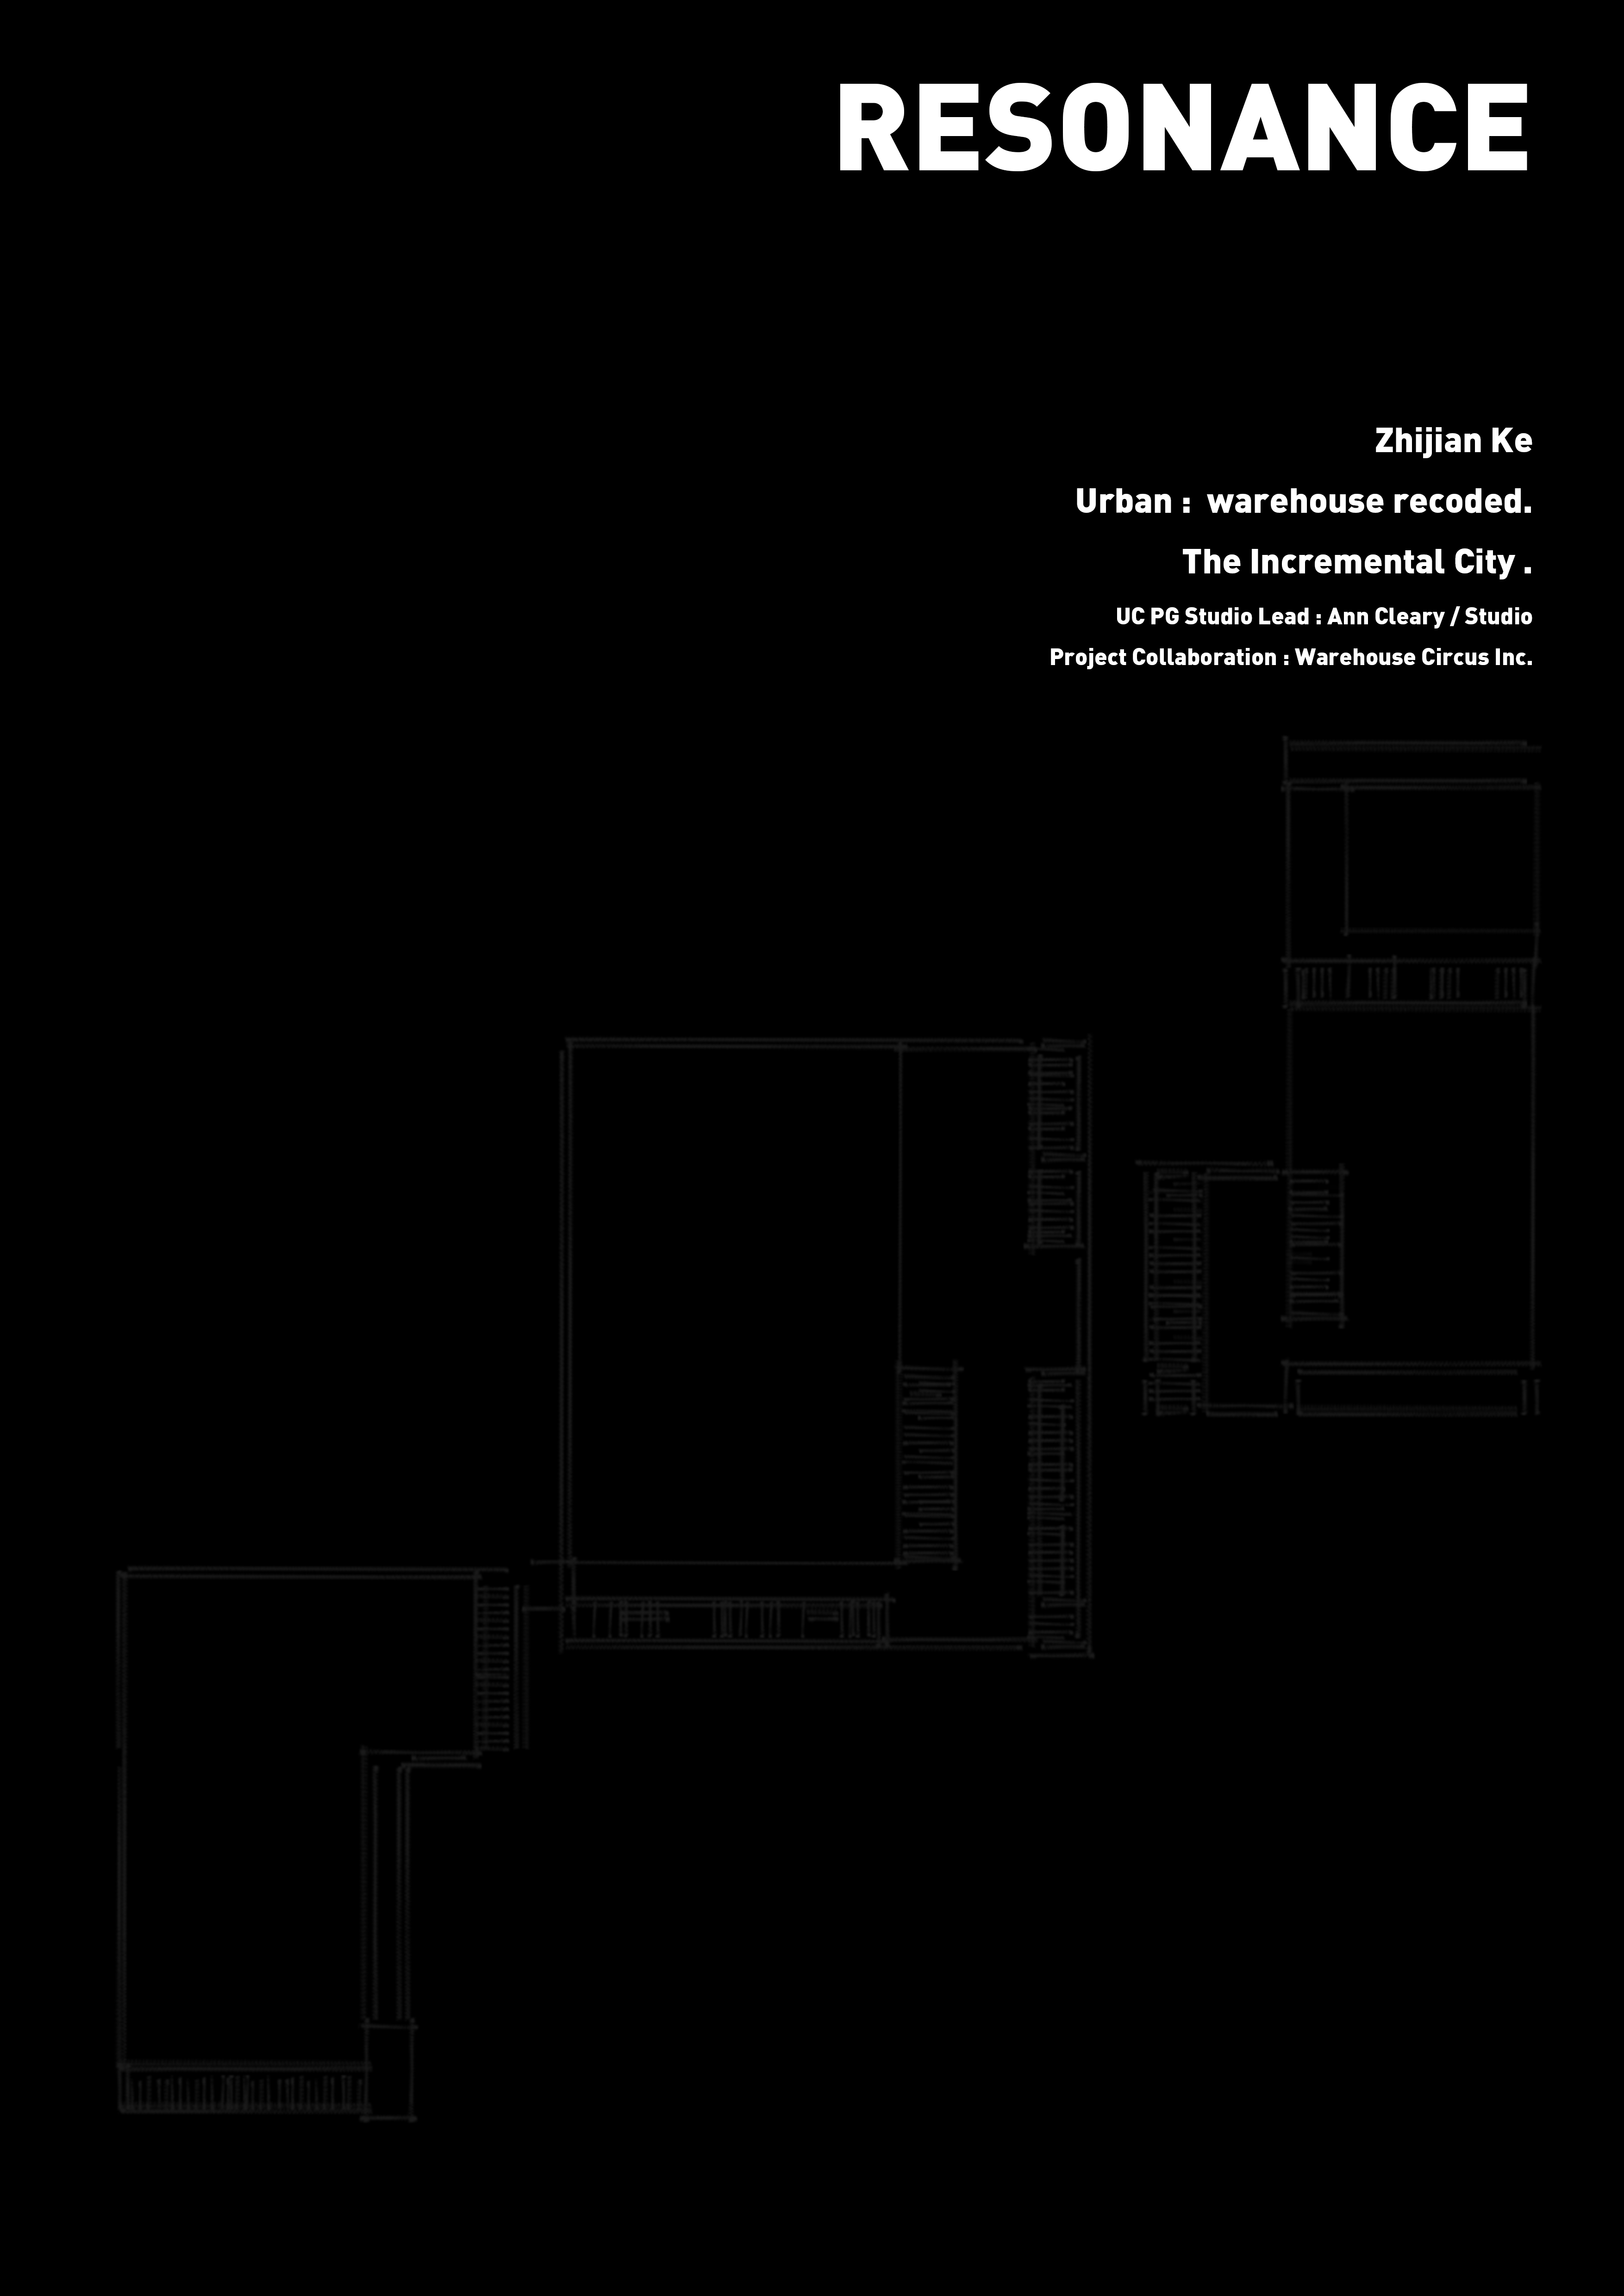 RESONANCE
Zhijian Ke
Urban :  warehouse recoded.
The Incremental City .
UC PG Studio Lead : Ann Cleary / Studio
Project Collaboration : Warehouse Circus Inc.